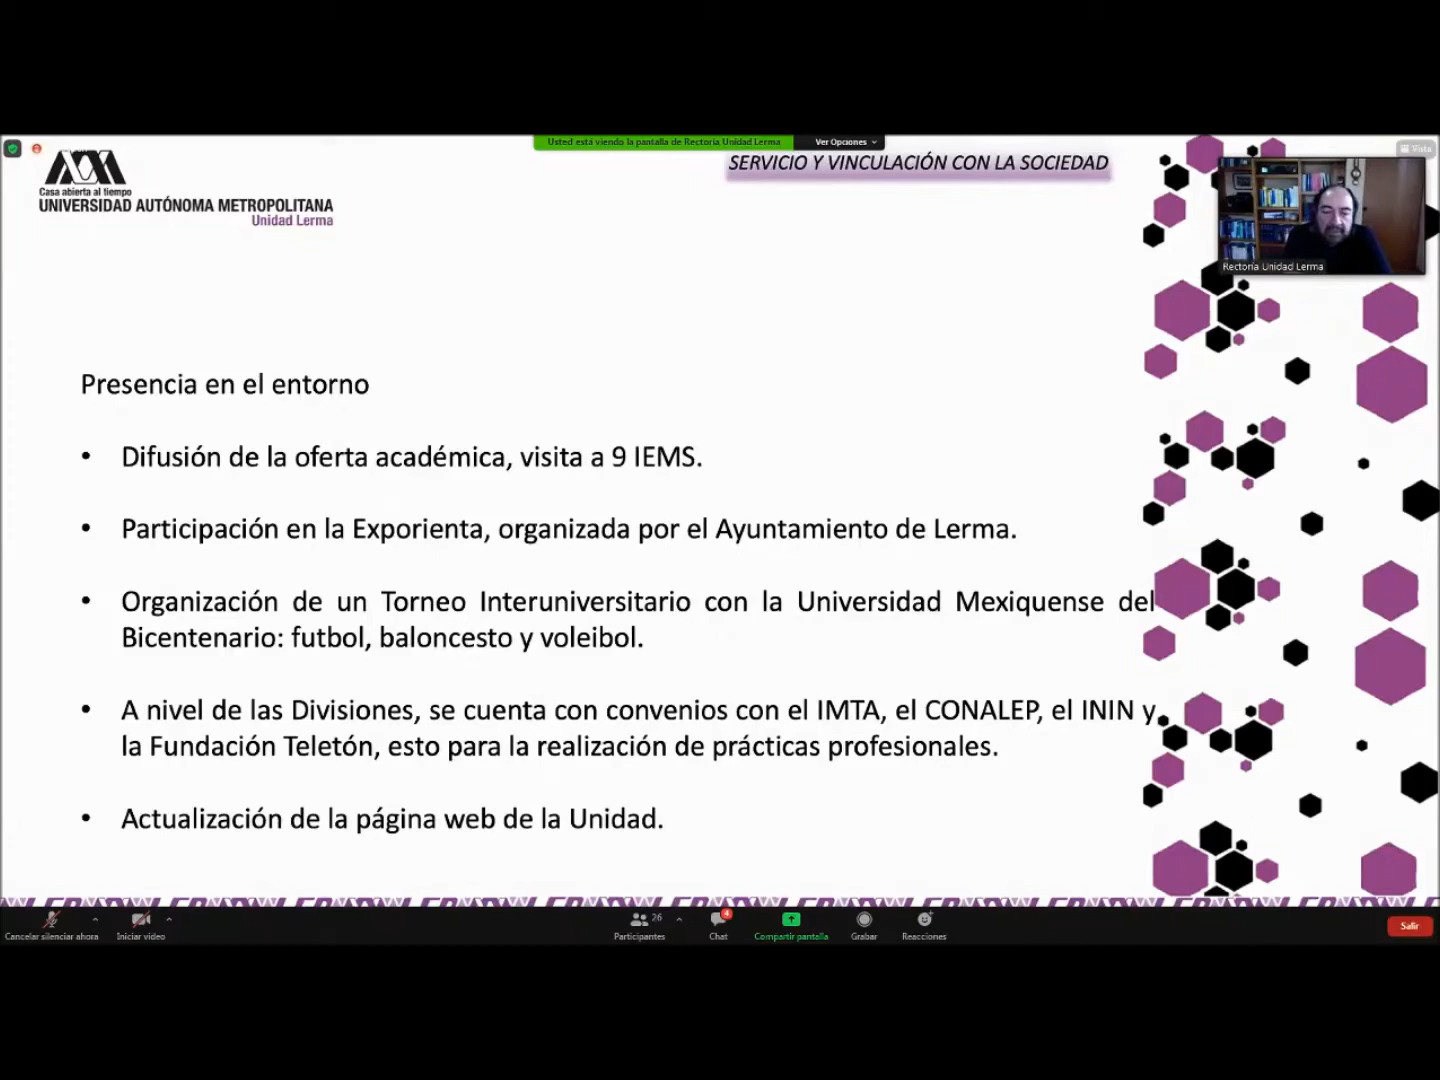 Usted está viendo la pantalla de Rectoría Unidad Lerma
Ver Opciones
Vista
Casa abierta al tiempo
UNIVERSIDAD AUTÓNOMA METROPOLITANA
Unidad Lerma
SERVICIO Y VINCULACIÓN CON LA SOCIEDAD
Rectoría Unidad Lerma
Presencia en el entorno
• Difusión de la oferta académica, visita a 9 IEMS.
• Participación en la Exporienta, organizada por el Ayuntamiento de Lerma.
• Organización de un Torneo Interuniversitario con la Universidad Mexiquense del
Bicentenario: futbol, baloncesto y voleibol.
• A nivel de las Divisiones, se cuenta con convenios con el IMTA, el CONALEP, el ININ y
la Fundación Teletón, esto para la realización de prácticas profesionales.
• Actualización de la página web de la Unidad.
Cancelar silenciar ahora
Iniciar video
26
Participantes
4
Chat
Compartir pantalla
Grabar
Reacciones
Salir